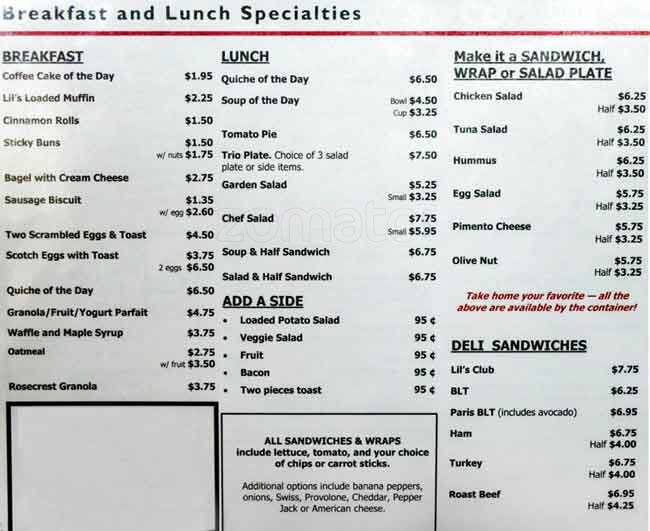 Breakfast and Lunch Specialties
BREAKFAST
Coffee Cake of the Day $1.95
Lil's Loaded Muffin $2.25
Cinnamon Rolls $1.50
Sticky Buns $1.50
w/ nuts $1.75
Bagel with Cream Cheese $2.75
Sausage Biscuit $1.35
w/ egg $2.60
Two Scrambled Eggs & Toast $4.50
Scotch Eggs with Toast $3.75
2 eggs $6.50
Quiche of the Day $6.50
Granola/Fruit/Yogurt Parfait $4.75
Waffle and Maple Syrup $3.75
Oatmeal $2.75
w/ fruit $3.50
Rosecrest Granola $3.75
LUNCH
Quiche of the Day $6.50
Soup of the Day Bowl $4.50
Cup $3.25
Tomato Pie $6.50
Trio Plate. Choice of 3 salad $7.50
plate or side items.
Garden Salad $5.25
Small $3.25
Chef Salad $7.75
Small $5.95
Soup & Half Sandwich $6.75
Salad & Half Sandwich $6.75
ADD A SIDE
• Loaded Potato Salad 95 ¢
• Veggie Salad 95 ¢
• Fruit 95 ¢
• Bacon 95 ¢
• Two pieces toast 95 ¢
ALL SANDWICHES & WRAPS
include lettuce, tomato, and your choice
of chips or carrot sticks.
Additional options include banana peppers,
onions, Swiss, Provolone, Cheddar, Pepper
Jack or American cheese.
Make it a SANDWICH,
WRAP or SALAD PLATE
Chicken Salad $6.25
Half $3.50
Tuna Salad $6.25
Half $3.50
Hummus $6.25
Half $3.50
Egg Salad $5.75
Half $3.25
Pimento Cheese $5.75
Half $3.25
Olive Nut $5.75
Half $3.25
Take home your favorite — all the
above are available by the container!
DELI SANDWICHES
Lil's Club $7.75
BLT $6.25
Paris BLT (includes avocado) $6.95
Ham $6.75
Half $4.00
Turkey $6.75
Half $4.00
Roast Beef $6.95
Half $4.25
zomato